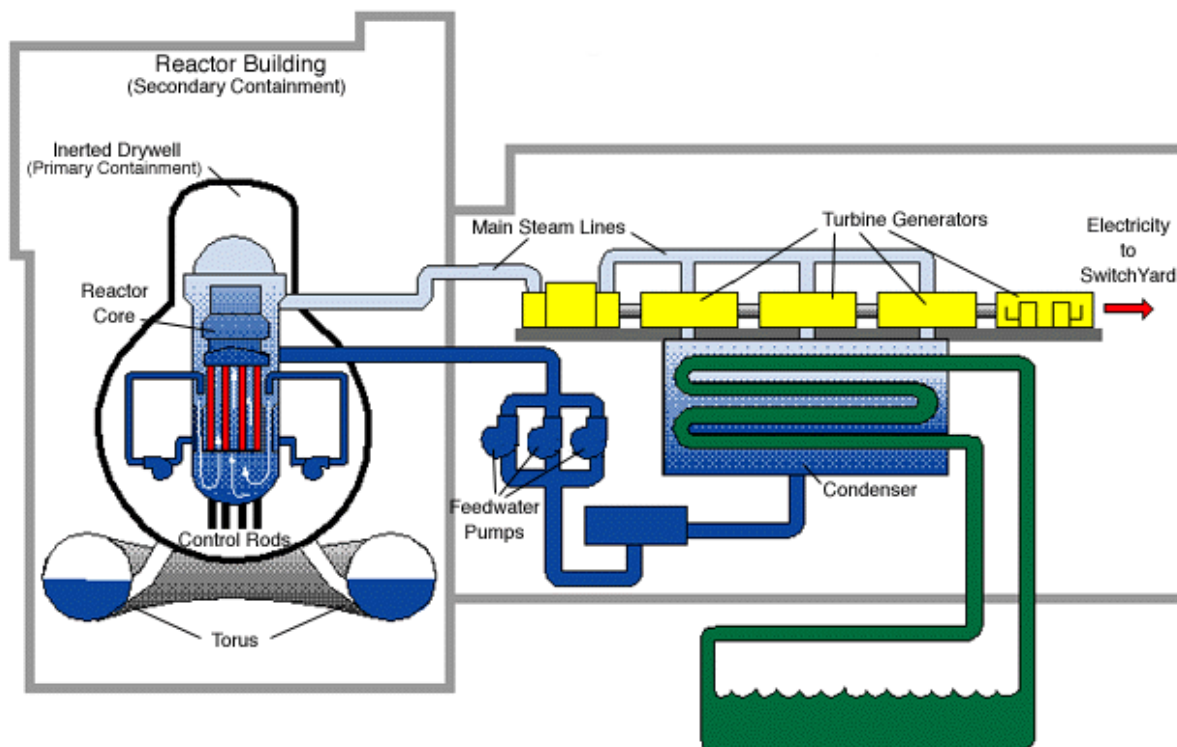 Reactor Building
(Secondary Containment)
Inerted Drywell
(Primary Containment)
Main Steam Lines
Turbine Generators
Electricity
to
SwitchYard
Reactor
Core
Feedwater
Pumps
Condenser
Control Rods
Torus